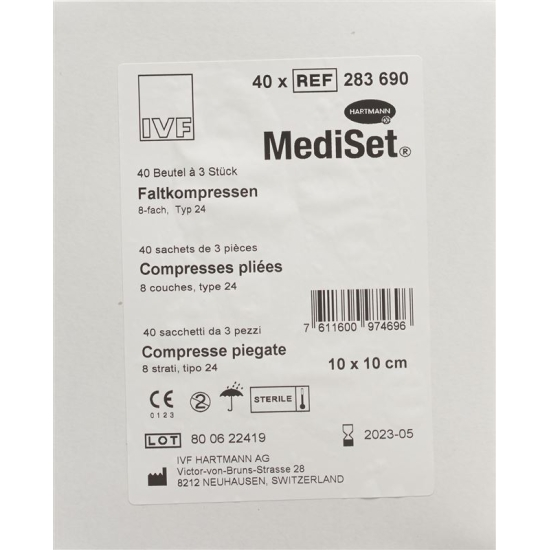 IVF
40 x REF 283 690
HARTMANN
MediSet®
40 Beutel à 3 Stück
Faltkompressen
8-fach, Typ 24
40 sachets de 3 pièces
Compresses pliées
8 couches, type 24
7 611600 974696
40 sacchetti da 3 pezzi
Compresse piegate
8 strati, tipo 24
10 x 10 cm
CE
0123
2
STERILE
LOT 80 06 22419
2023-05
IVF HARTMANN AG
Victor-von-Bruns-Strasse 28
8212 NEUHAUSEN, SWITZERLAND